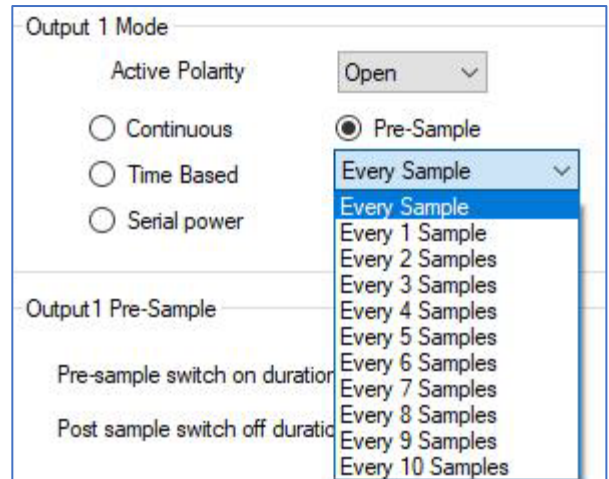 Output 1 Mode
Active Polarity Open
Continuous Pre-Sample
Time Based Every Sample
Serial power Every Sample
Every 1 Sample
Every 2 Samples
Every 3 Samples
Output1 Pre-Sample Every 4 Samples
Every 5 Samples
Every 6 Samples
Pre-sample switch on duration Every 7 Samples
Every 8 Samples
Post sample switch off duratio Every 9 Samples
Every 10 Samples